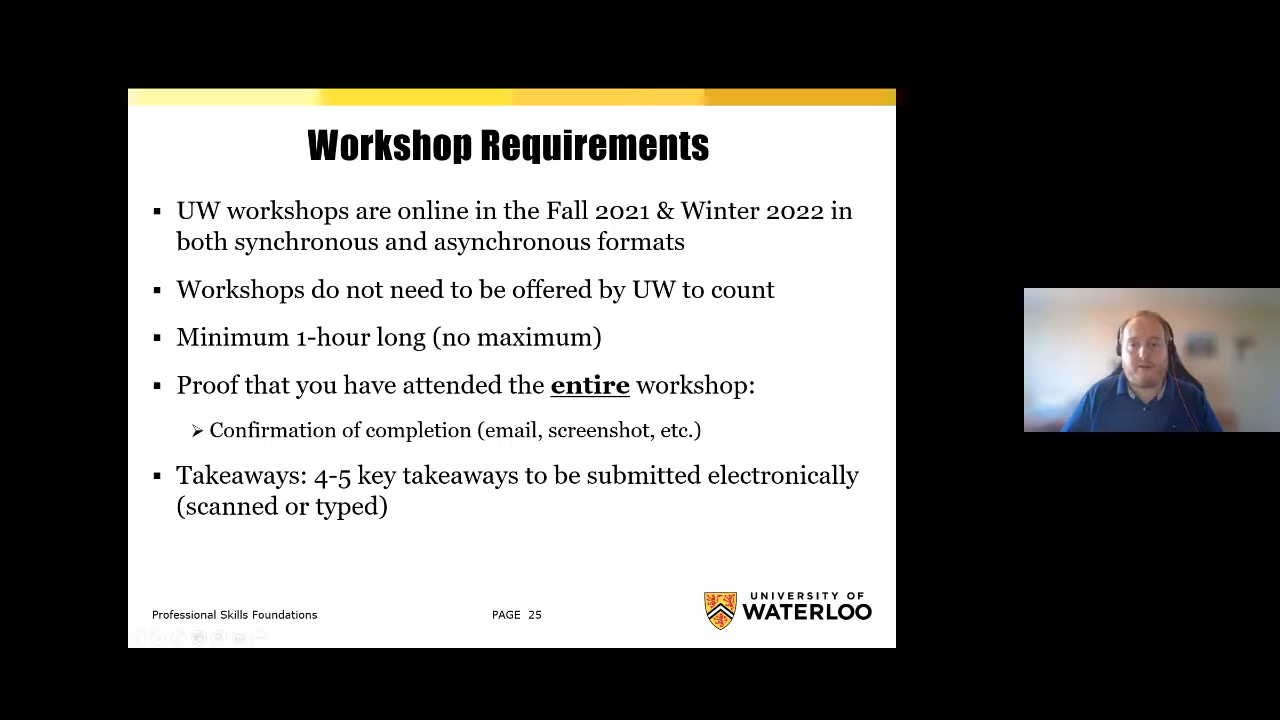 Workshop Requirements
▪ UW workshops are online in the Fall 2021 & Winter 2022 in
both synchronous and asynchronous formats
▪ Workshops do not need to be offered by UW to count
▪ Minimum 1-hour long (no maximum)
▪ Proof that you have attended the entire workshop:
➢ Confirmation of completion (email, screenshot, etc.)
▪ Takeaways: 4-5 key takeaways to be submitted electronically
(scanned or typed)
Professional Skills Foundations
PAGE 25
UNIVERSITY OF
WATERLOO